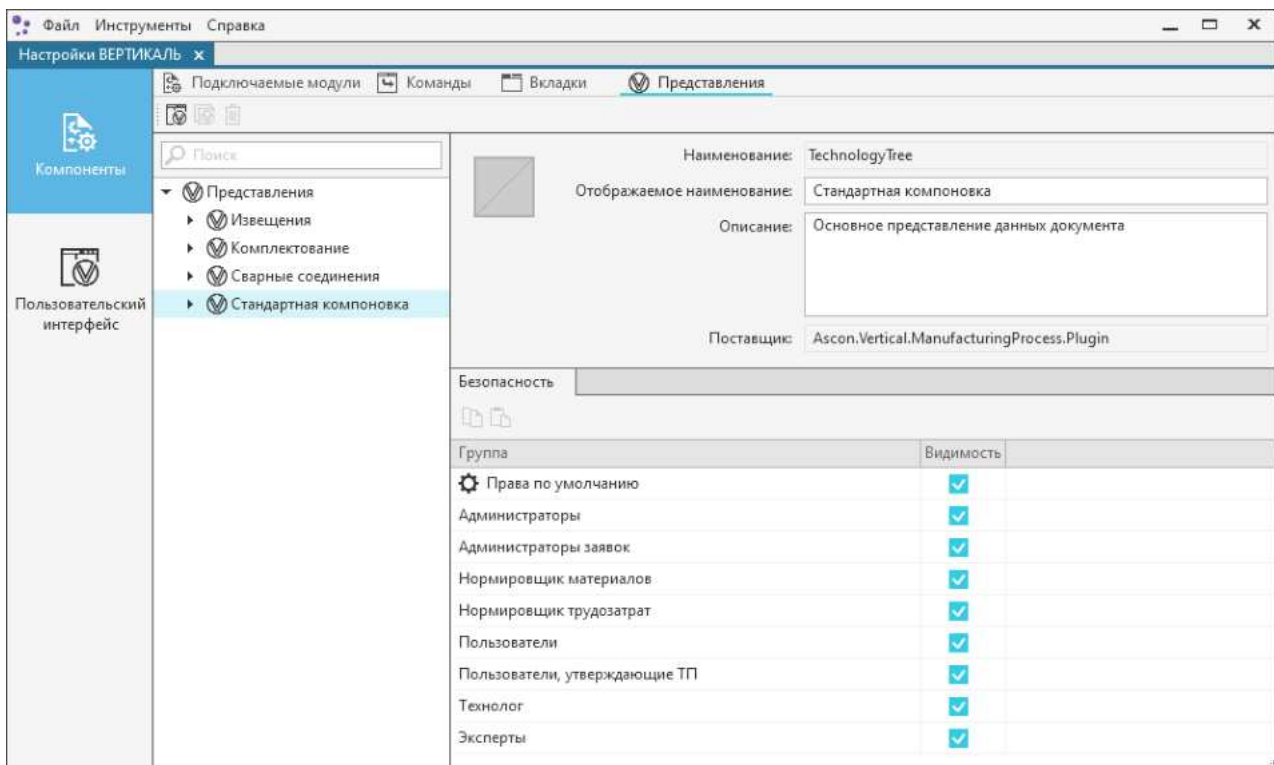 Файл Инструменты Справка
Настройки ВЕРТИКАЛЬ x
Компоненты
Пользовательский
интерфейс
Подключаемые модули Команды Вкладки Представления
Поиск
Представления
Извещения
Комплектование
Сварные соединения
Стандартная компоновка
Наименование: TechnologyTree
Отображаемое наименование: Стандартная компоновка
Описание: Основное представление данных документа
Поставщик: Ascon.Vertical.ManufacturingProcess.Plugin
Безопасность
Группа Видимость
Права по умолчанию
Администраторы
Администраторы заявок
Нормировщик материалов
Нормировщик трудозатрат
Пользователи
Пользователи, утверждающие ТП
Технолог
Эксперты